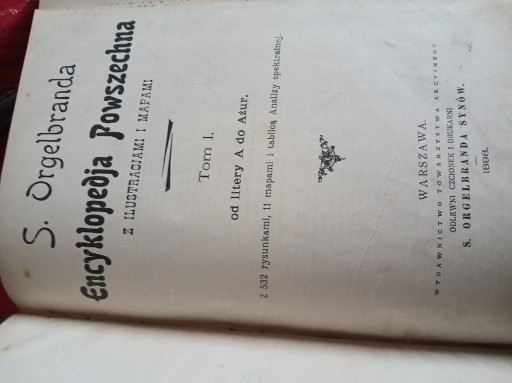 S. Orgelbranda
Encyklopedja Powszechna
Z ILUSTRACJAMI I MAPAMI
Tom I.
od litery A do Ażur.
Z 532 rysunkami, 11 mapami i tablicą Analizy spektralnej.
WARSZAWA.
WYDAWNICTWO TOWARZYSTWA AKCYJNEGO
ODLEWNI CZCIONEK I DRUKARNI
S. ORGELBRANDA SYNÓW.
1898.